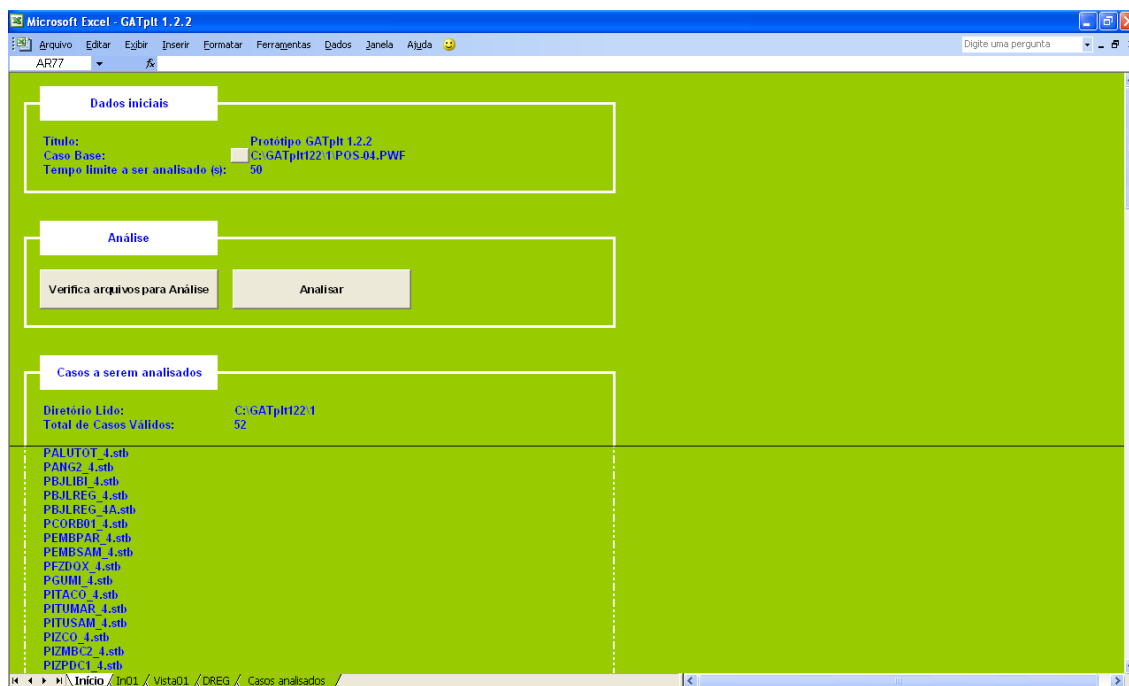 Microsoft Excel - GATplt 1.2.2
Arquivo Editar Exibir Inserir Formatar Ferramentas Dados Janela Ajuda Digite uma pergunta
AR77 fx
Dados iniciais
Título: Protótipo GATplt 1.2.2
Caso Base: C:\GATplt122\1\POS-04.PWF
Tempo limite a ser analisado (s): 50
Análise
Verifica arquivos para Análise Analisar
Casos a serem analisados
Diretório Lido: C:\GATplt122\1
Total de Casos Válidos: 52
PALUTOT_4.stb
PANG2_4.stb
PBJLIBI_4.stb
PBJLREG_4.stb
PBJLREG_4A.stb
PCORB01_4.stb
PEMBPAR_4.stb
PEMBSAM_4.stb
PFZDQX_4.stb
PGUMI_4.stb
PITACO_4.stb
PITUMAR_4.stb
PITUSAM_4.stb
PIZCO_4.stb
PIZMBC2_4.stb
PIZPDC1_4.stb
Início In01 Vista01 DREG Casos analisados